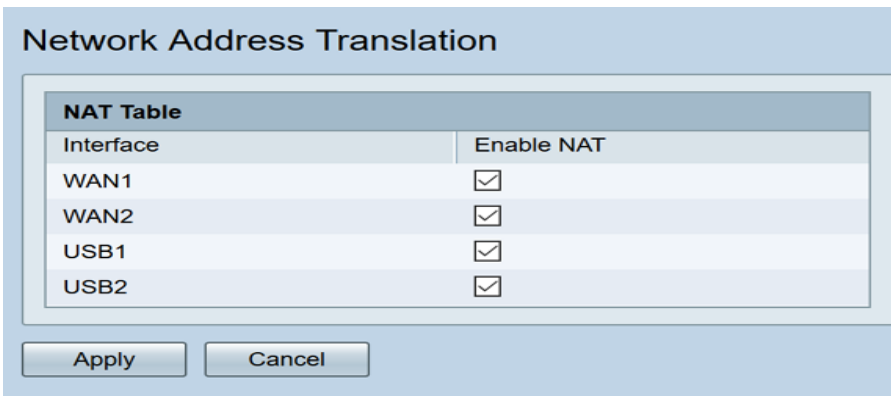 Network Address Translation
NAT Table
Interface Enable NAT
WAN1
WAN2
USB1
USB2
Apply Cancel